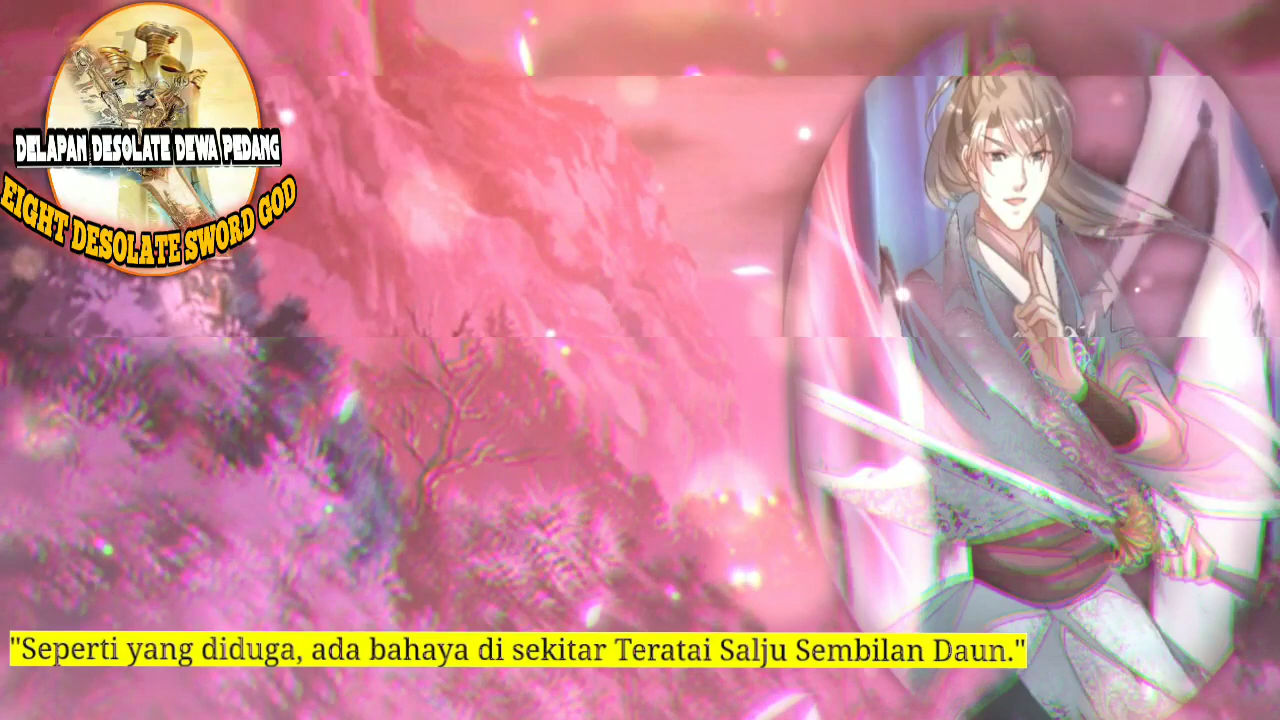 DELAPAN DESOLATE DEWA PEDANG
EIGHT DESOLATE SWORD GOD
"Seperti yang diduga, ada bahaya di sekitar Teratai Salju Sembilan Daun."